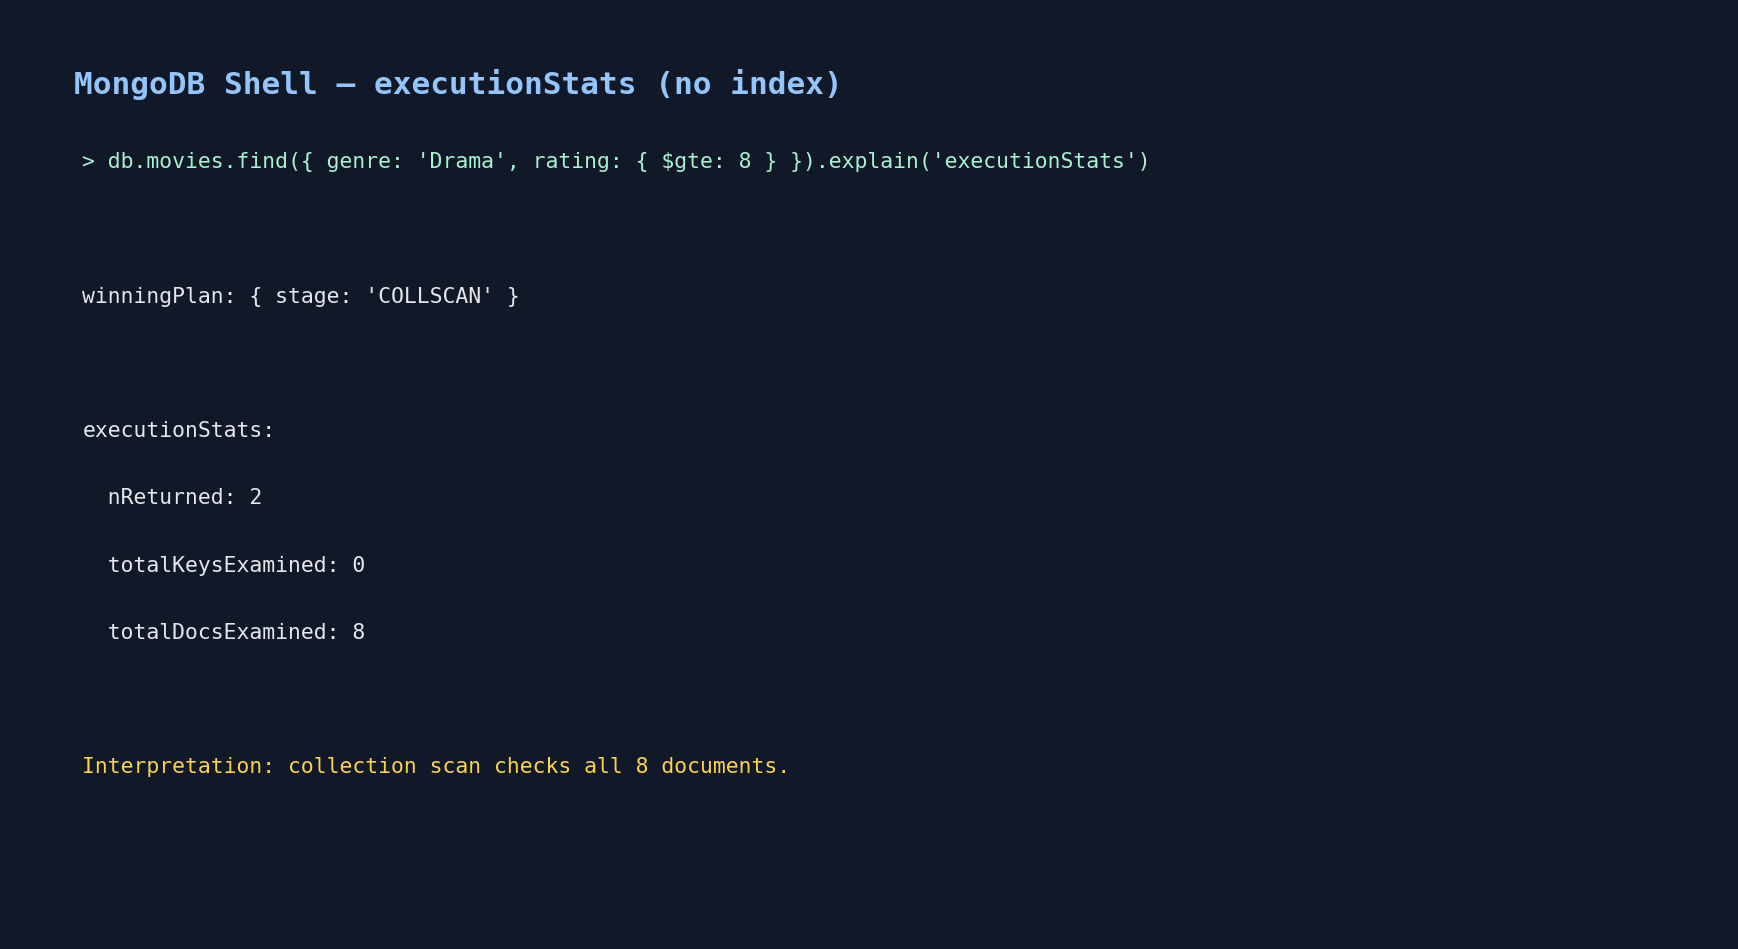 MongoDB Shell — executionStats (no index)
> db.movies.find({ genre: 'Drama', rating: { $gte: 8 } }).explain('executionStats')
winningPlan: { stage: 'COLLSCAN' }
executionStats:
  nReturned: 2
  totalKeysExamined: 0
  totalDocsExamined: 8
Interpretation: collection scan checks all 8 documents.